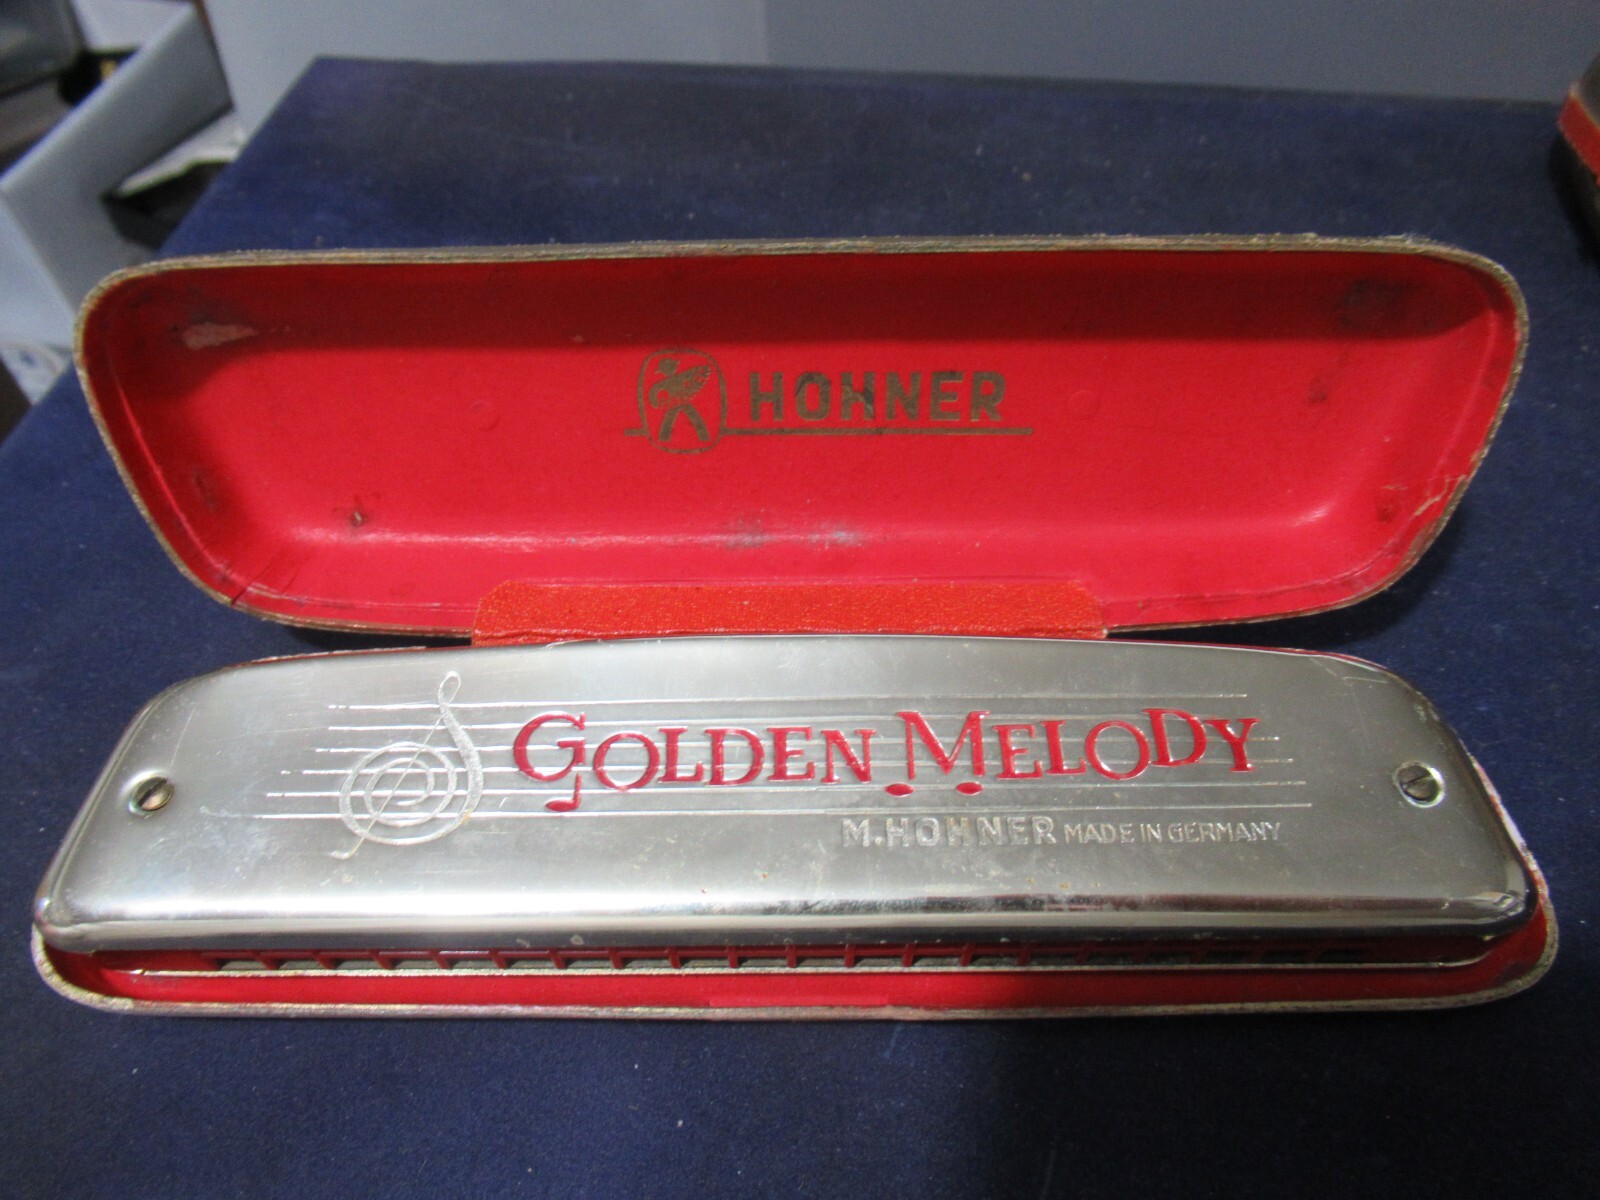 HOHNER
GOLDEN MELODY
M. HOHNER MADE IN GERMANY